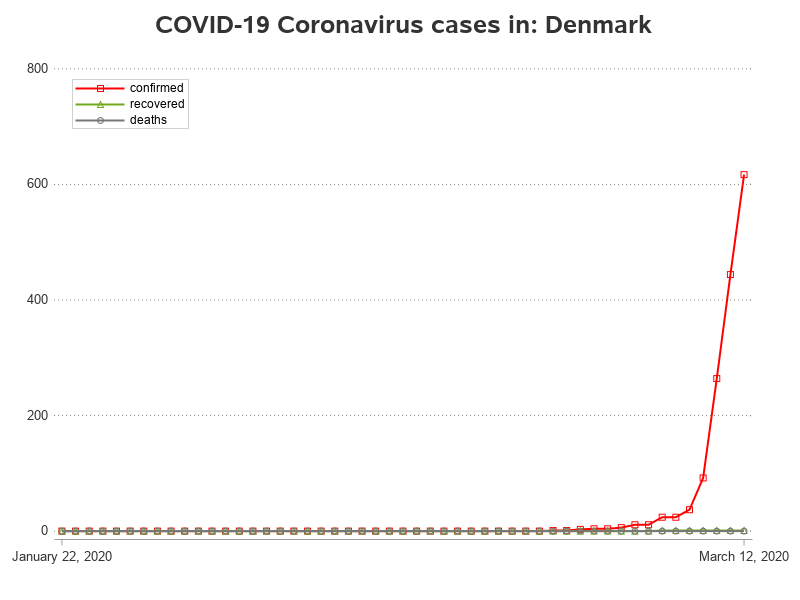 COVID-19 Coronavirus cases in: Denmark
800
confirmed
recovered
deaths
600
400
200
0
January 22, 2020
March 12, 2020